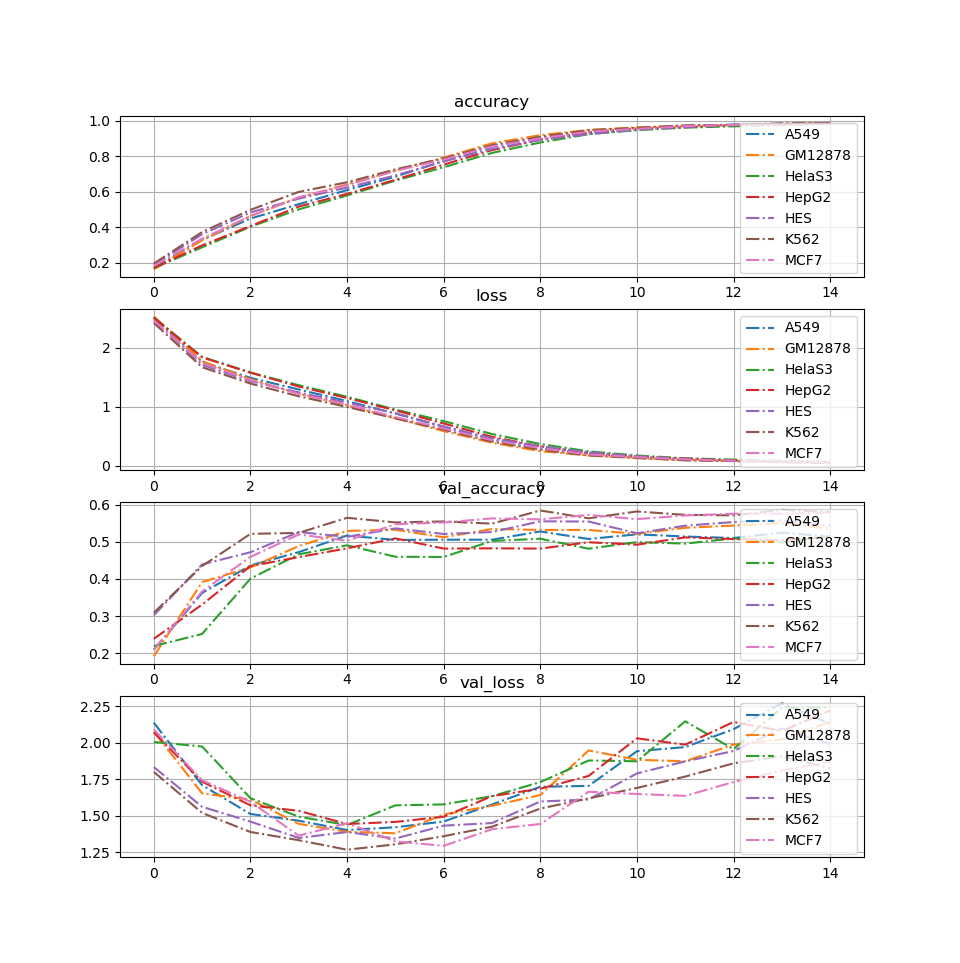 accuracy
1.0
0.8
0.6
0.4
0.2
A549
GM12878
HelaS3
HepG2
HES
K562
MCF7
0 2 4 6 8 10 12 14
loss
2
1
0
A549
GM12878
HelaS3
HepG2
HES
K562
MCF7
0 2 4 6 8 10 12 14
val_accuracy
0.6
0.5
0.4
0.3
0.2
A549
GM12878
HelaS3
HepG2
HES
K562
MCF7
0 2 4 6 8 10 12 14
val_loss
2.25
2.00
1.75
1.50
1.25
A549
GM12878
HelaS3
HepG2
HES
K562
MCF7
0 2 4 6 8 10 12 14